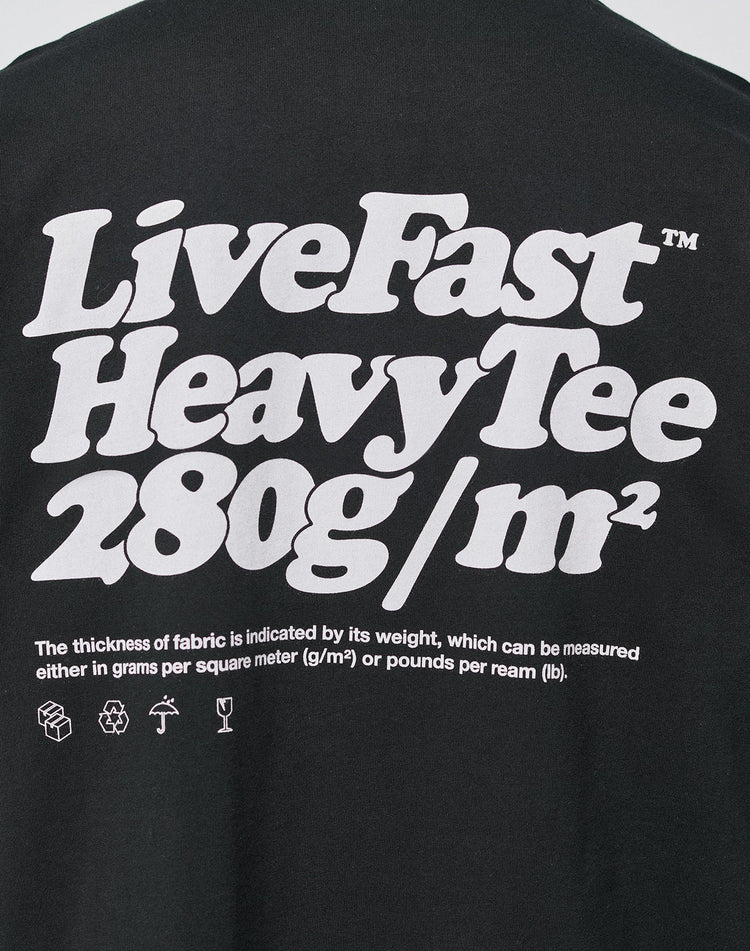 LiveFast™
HeavyTee
280g/m²
The thickness of fabric is indicated by its weight, which can be measured
either in grams per square meter (g/m²) or pounds per ream (lb).